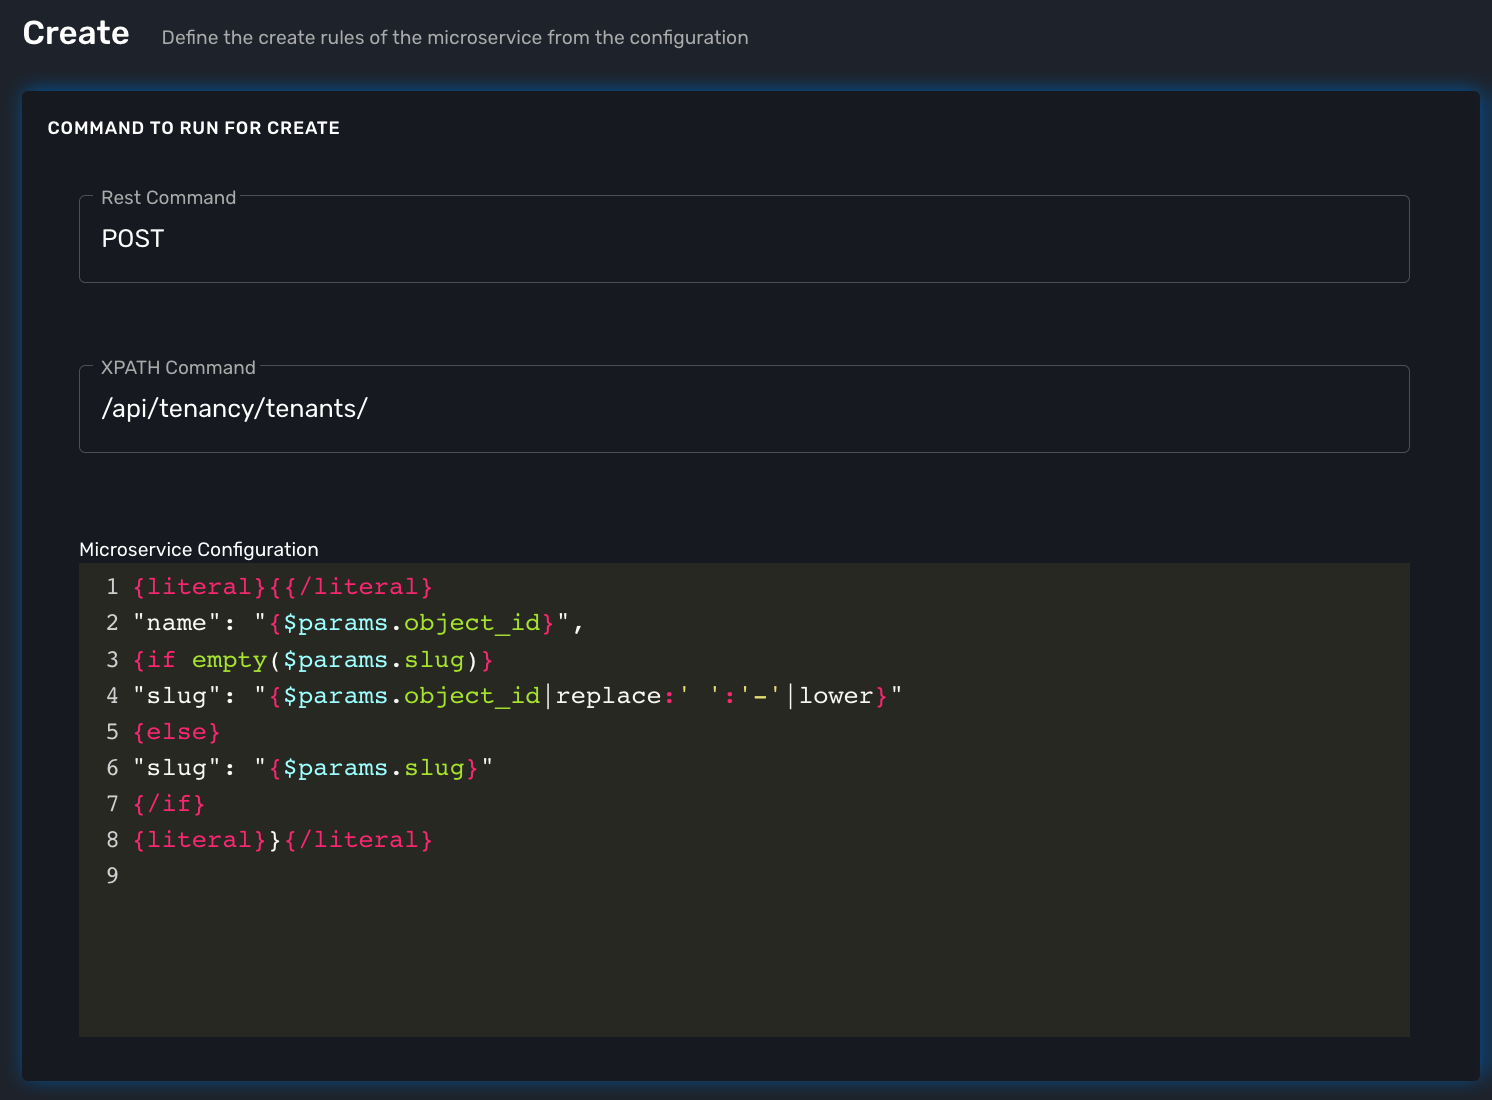 Create
Define the create rules of the microservice from the configuration
COMMAND TO RUN FOR CREATE
Rest Command
POST
XPATH Command
/api/tenancy/tenants/
Microservice Configuration
1 {literal}{{/literal}
2 "name": "{$params.object_id}",
3 {if empty($params.slug)}
4 "slug": "{$params.object_id|replace:' ':'-'|lower}"
5 {else}
6 "slug": "{$params.slug}"
7 {/if}
8 {literal}}{/literal}
9